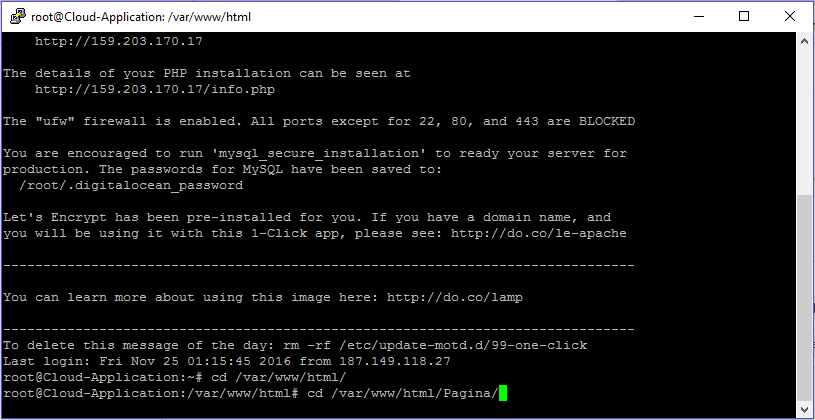 root@Cloud-Application: /var/www/html
http://159.203.170.17
The details of your PHP installation can be seen at
http://159.203.170.17/info.php
The "ufw" firewall is enabled. All ports except for 22, 80, and 443 are BLOCKED
You are encouraged to run 'mysql_secure_installation' to ready your server for
production. The passwords for MySQL have been saved to:
/root/.digitalocean_password
Let's Encrypt has been pre-installed for you. If you have a domain name, and
you will be using it with this 1-Click app, please see: http://do.co/le-apache
-------------------------------------------------------------------------------
You can learn more about using this image here: http://do.co/lamp
-------------------------------------------------------------------------------
To delete this message of the day: rm -rf /etc/update-motd.d/99-one-click
Last login: Fri Nov 25 01:15:45 2016 from 187.149.118.27
root@Cloud-Application:~# cd /var/www/html/
root@Cloud-Application:/var/www/html# cd /var/www/html/Pagina/